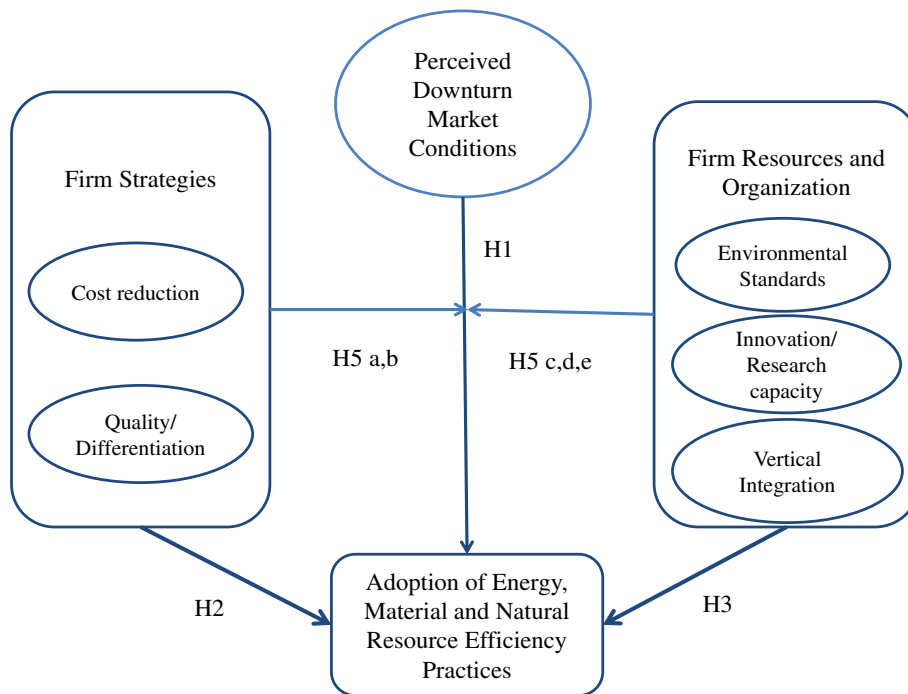 Perceived
Downturn
Market
Conditions
Firm Strategies
Cost reduction
Quality/
Differentiation
Firm Resources and
Organization
Environmental
Standards
Innovation/
Research
capacity
Vertical
Integration
H1
H5 a,b
H5 c,d,e
H2
H3
Adoption of Energy,
Material and Natural
Resource Efficiency
Practices